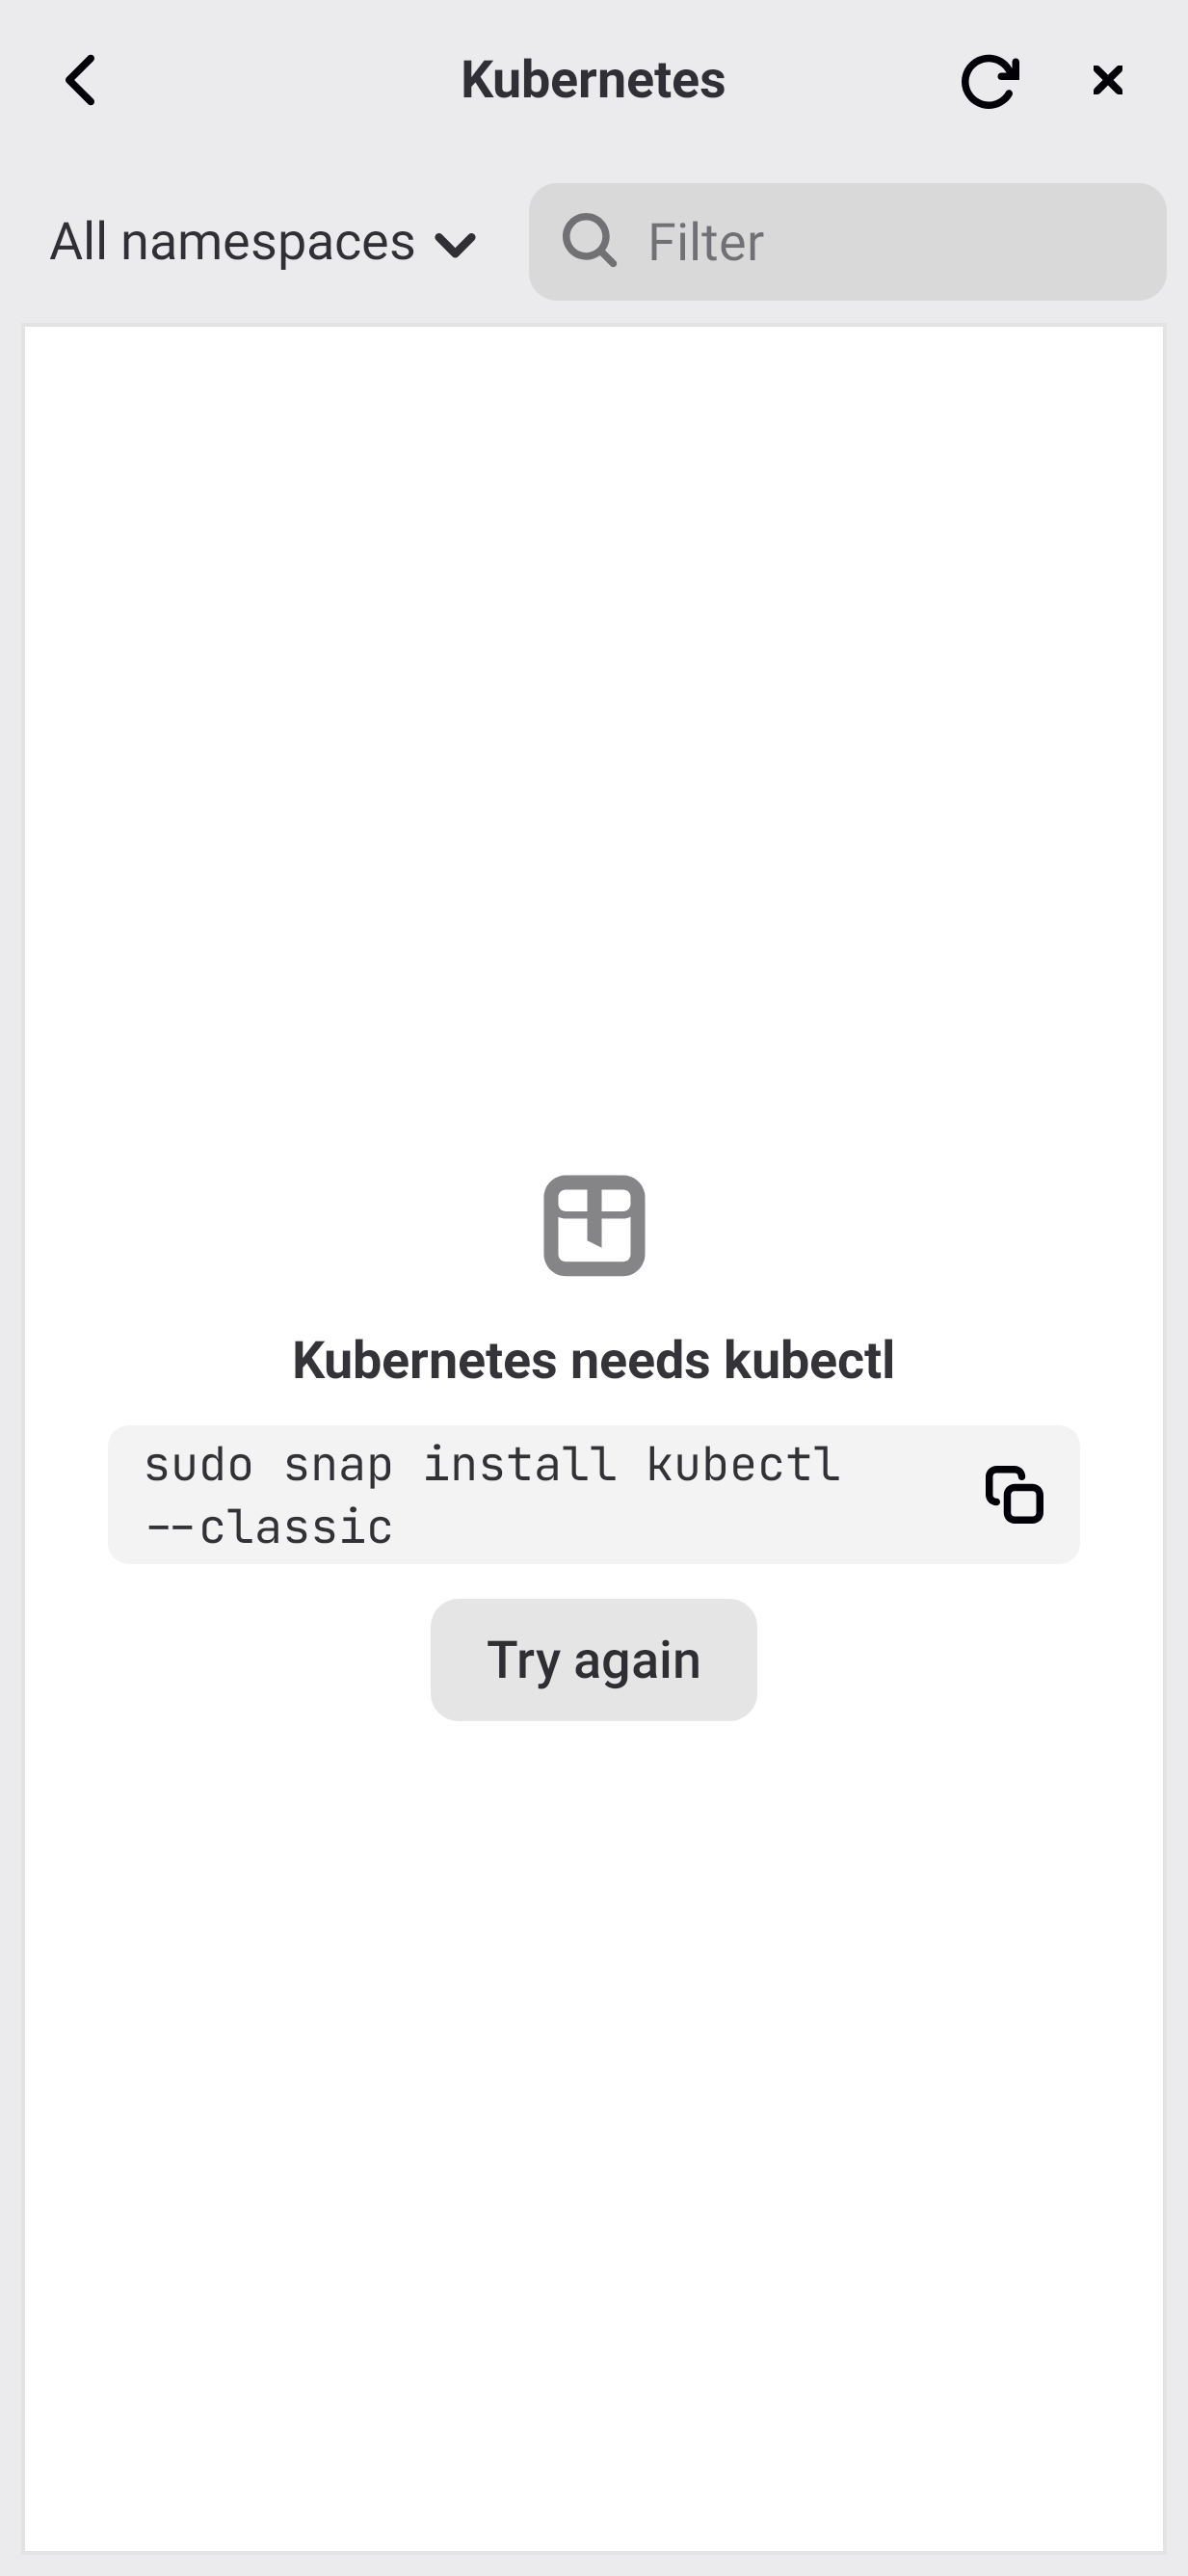 Kubernetes
All namespaces
Filter
Kubernetes needs kubectl
sudo snap install kubectl
--classic
Try again